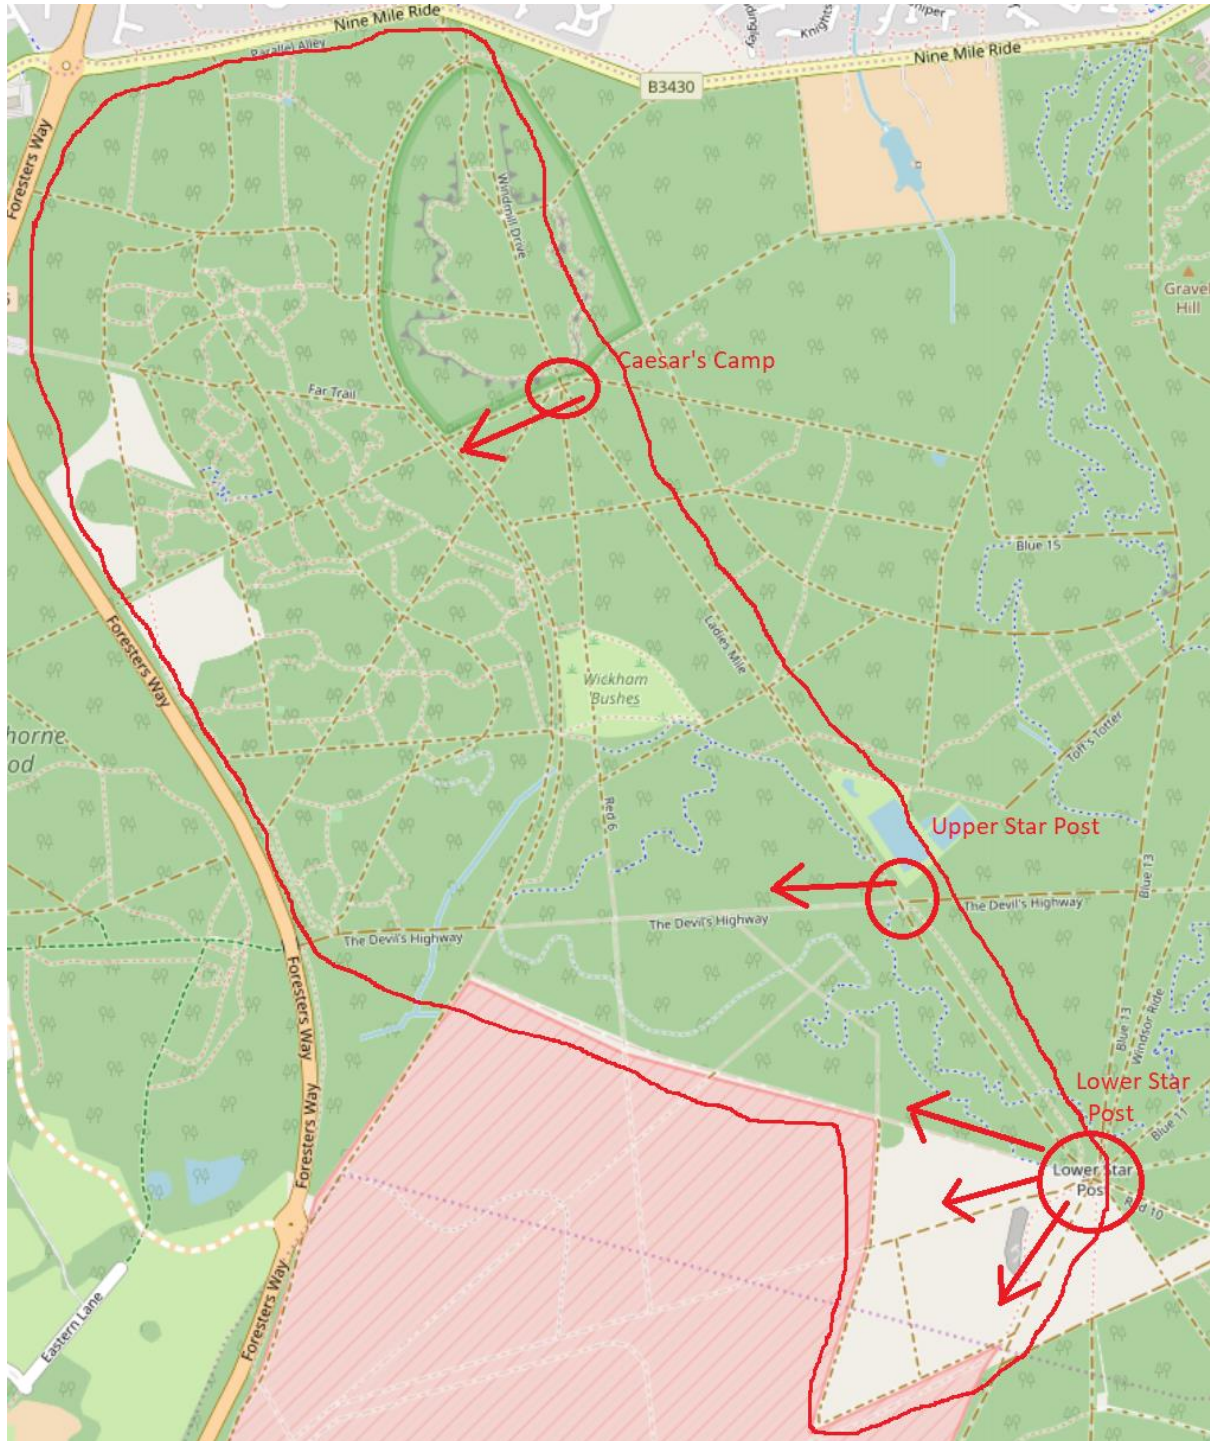 Nine Mile Ride
Parallel Alley
Knights
Nine Mile Ride
B3430
Foresters Way
Windmill Drive
Gravel
Hill
Caesar's Camp
Far Trail
Blue 15
Ladies Mile
Foresters Way
Wickham
Bushes
Toff's Totter
Red 6
Upper Star Post
Blue 13
The Devil's Highway
The Devil's Highway
The Devil's Highway
Foresters Way
Blue 13
Windsor Ride
Lower Star
Post
Foresters Way
Blue 11
Lower Star
Post
Red 10
Foresters Way
Eastern Lane